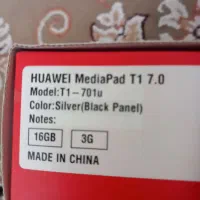 HUAWEI MediaPad T1 7.0
Model:T1-701u
Color:Silver(Black Panel)
Notes:
16GB 3G
MADE IN CHINA